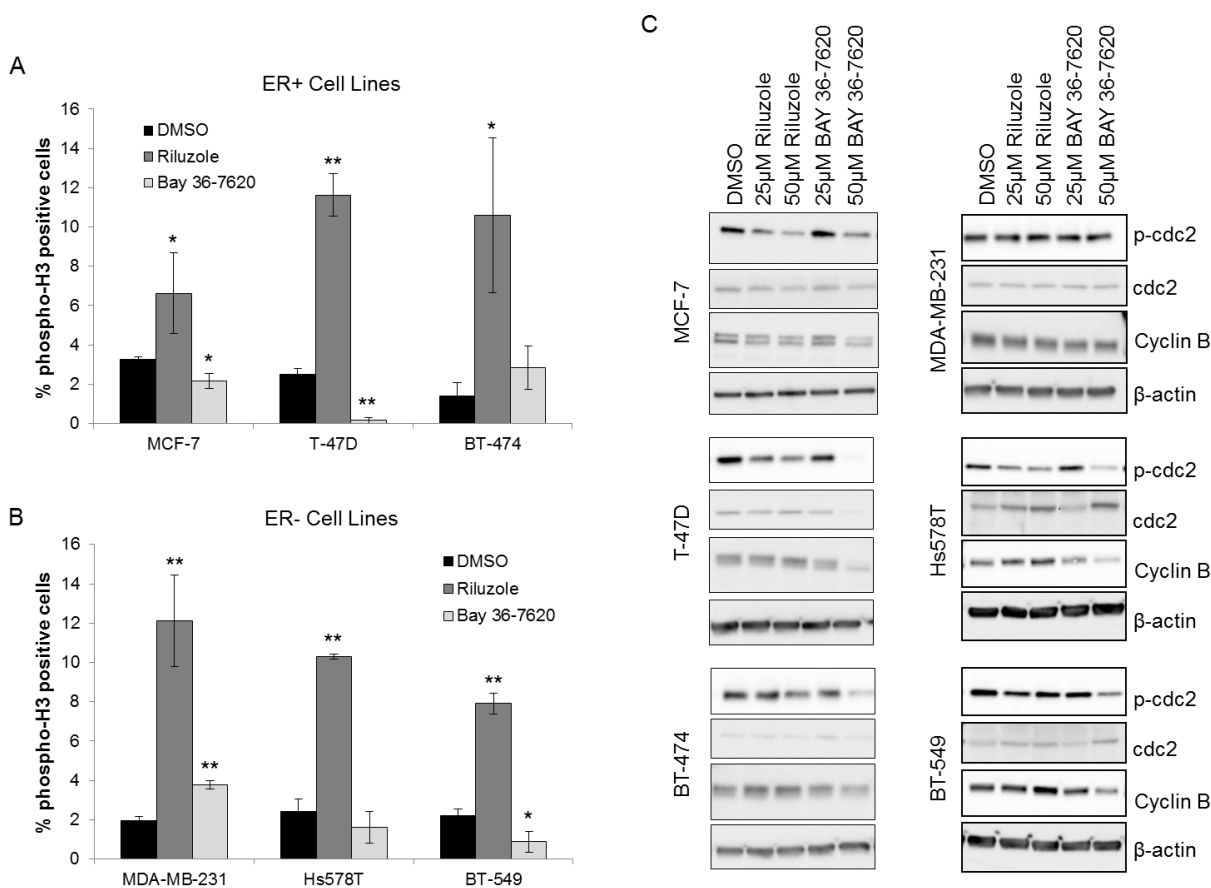 A
ER+ Cell Lines
% phospho-H3 positive cells
16
14
12
10
8
6
4
2
0
DMSO
Riluzole
Bay 36-7620
*
*
**
**
*
MCF-7
T-47D
BT-474
B
ER- Cell Lines
% phospho-H3 positive cells
16
14
12
10
8
6
4
2
0
DMSO
Riluzole
Bay 36-7620
**
**
**
**
*
MDA-MB-231
Hs578T
BT-549
C
DMSO
25µM Riluzole
50µM Riluzole
25µM BAY 36-7620
50µM BAY 36-7620
DMSO
25µM Riluzole
50µM Riluzole
25µM BAY 36-7620
50µM BAY 36-7620
MCF-7
MDA-MB-231
p-cdc2
cdc2
Cyclin B
β-actin
T-47D
Hs578T
p-cdc2
cdc2
Cyclin B
β-actin
BT-474
BT-549
p-cdc2
cdc2
Cyclin B
β-actin